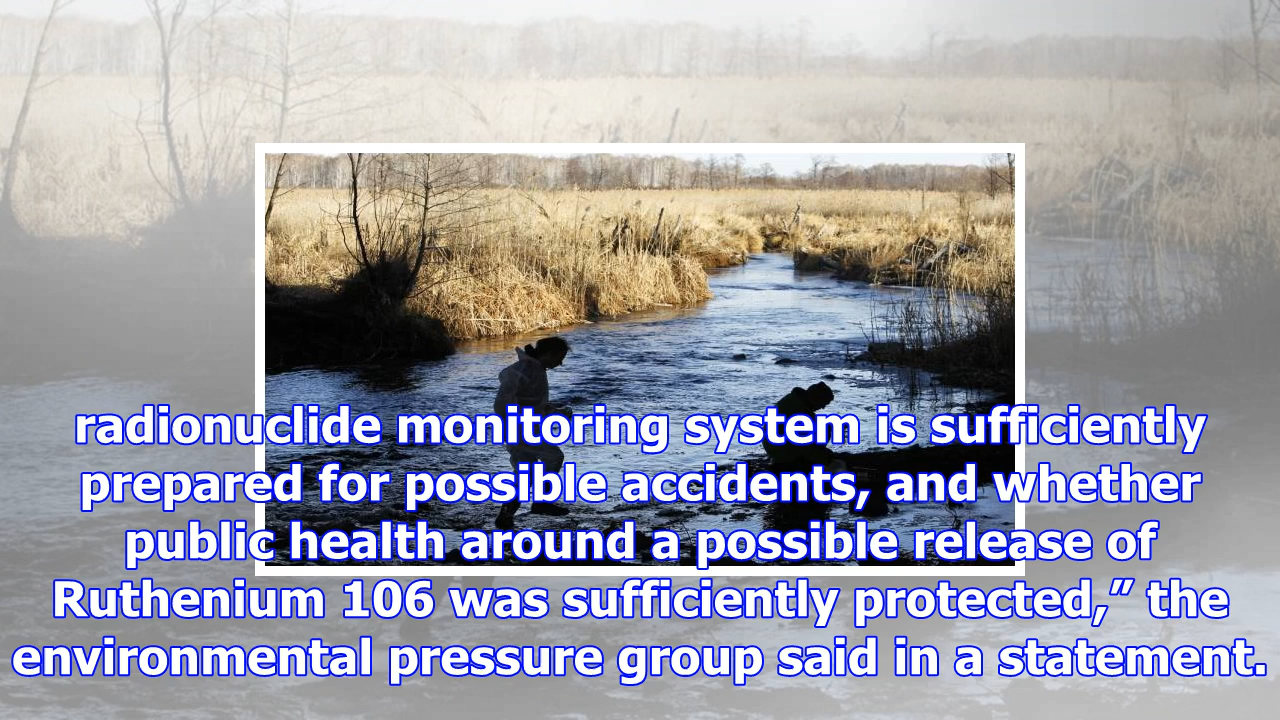 radionuclide monitoring system is sufficiently
prepared for possible accidents, and whether
public health around a possible release of
Ruthenium 106 was sufficiently protected,” the
environmental pressure group said in a statement.